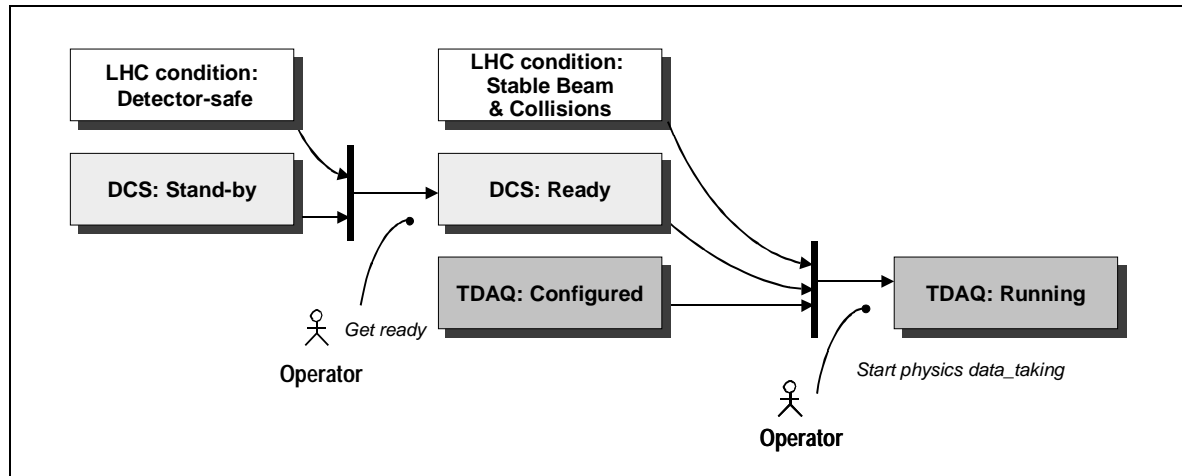 LHC condition:
Detector-safe
LHC condition:
Stable Beam
& Collisions
DCS: Stand-by
DCS: Ready
TDAQ: Configured
TDAQ: Running
Get ready
Operator
Start physics data_taking
Operator